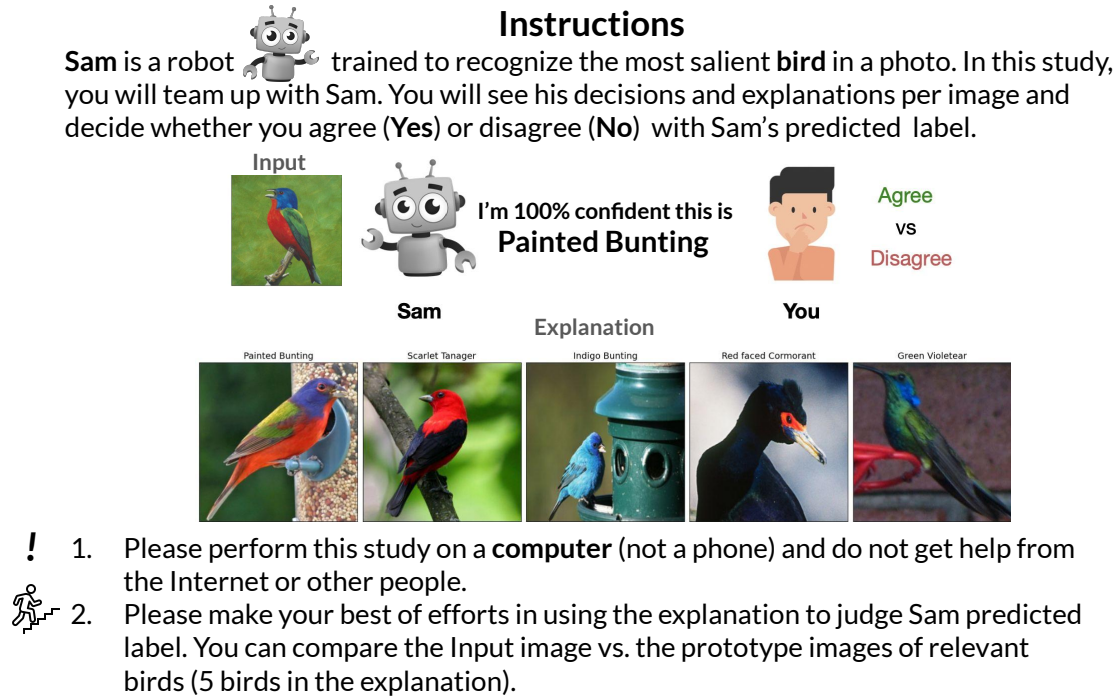 Instructions
Sam is a robot trained to recognize the most salient bird in a photo. In this study,
you will team up with Sam. You will see his decisions and explanations per image and
decide whether you agree (Yes) or disagree (No) with Sam's predicted label.
Input
I'm 100% confident this is
Painted Bunting
Agree
vs
Disagree
Sam
You
Explanation
Painted Bunting
Scarlet Tanager
Indigo Bunting
Red faced Cormorant
Green Violetear
! 1. Please perform this study on a computer (not a phone) and do not get help from
the Internet or other people.
2. Please make your best of efforts in using the explanation to judge Sam predicted
label. You can compare the Input image vs. the prototype images of relevant
birds (5 birds in the explanation).